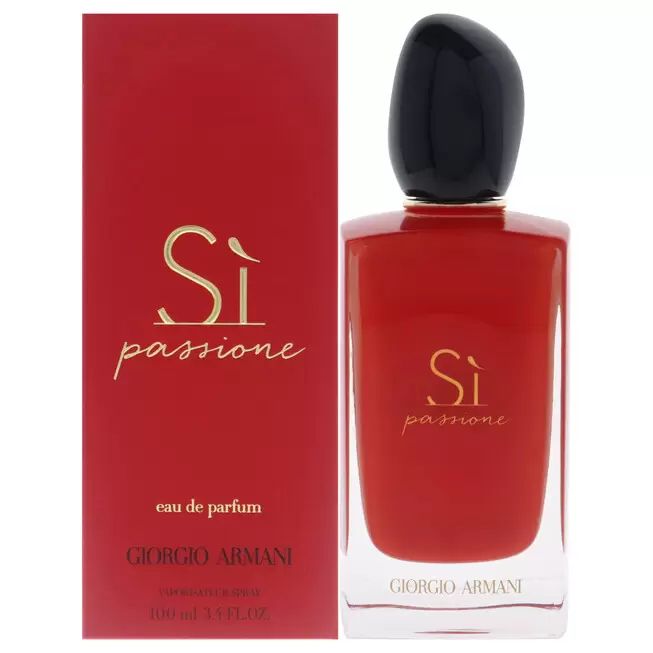 Sì
passione
eau de parfum
GIORGIO ARMANI
VAPORISATEUR SPRAY
100 ml 3.4 FL.OZ.
Sì
passione
GIORGIO ARMANI